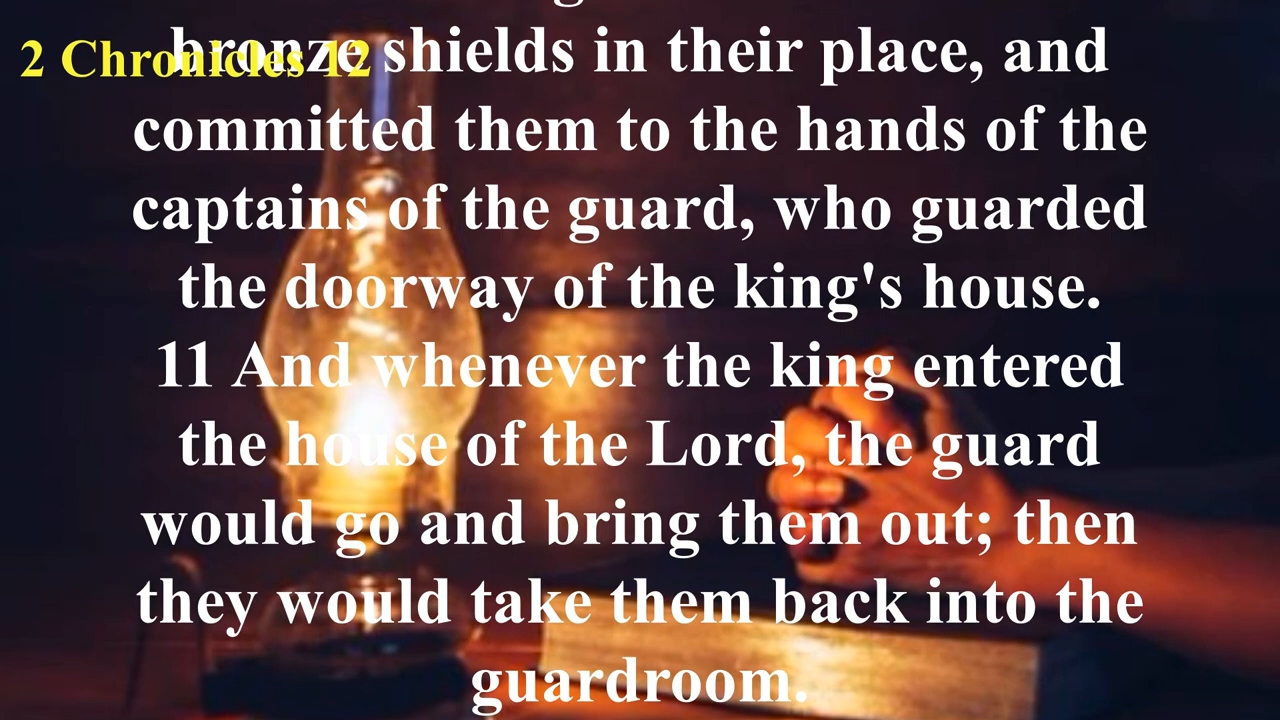 2 Chronicles 12
bronze shields in their place, and
committed them to the hands of the
captains of the guard, who guarded
the doorway of the king's house.
11 And whenever the king entered
the house of the Lord, the guard
would go and bring them out; then
they would take them back into the
guardroom.